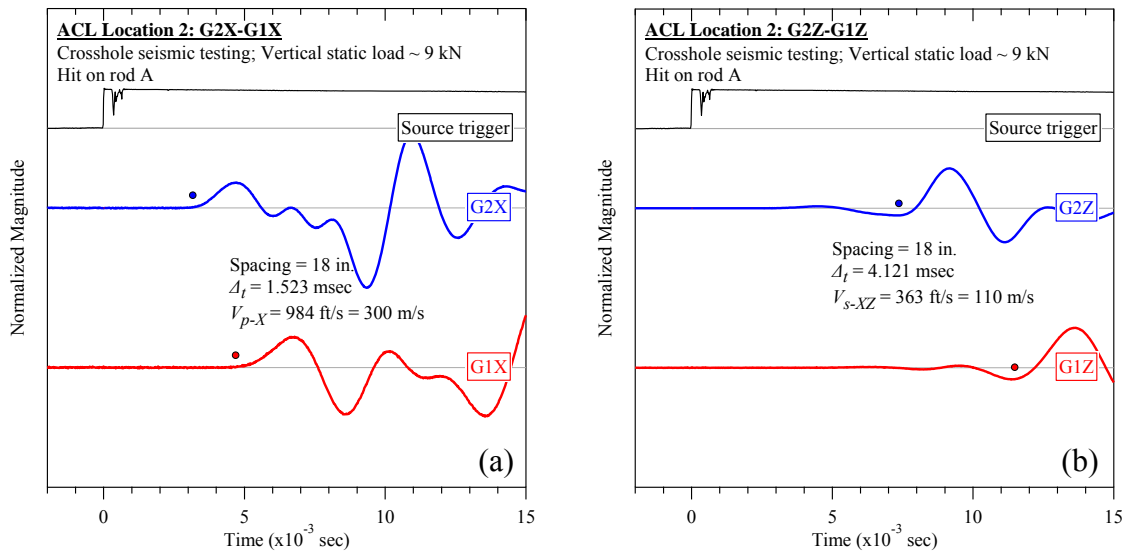 ACL Location 2: G2X-G1X
Crosshole seismic testing; Vertical static load ~ 9 kN
Hit on rod A
Source trigger
G2X
Spacing = 18 in.
Δt = 1.523 msec
Vp-X = 984 ft/s = 300 m/s
G1X
(a)
Normalized Magnitude
0 5 10 15
Time (x10-3 sec)
ACL Location 2: G2Z-G1Z
Crosshole seismic testing; Vertical static load ~ 9 kN
Hit on rod A
Source trigger
G2Z
Spacing = 18 in.
Δt = 4.121 msec
Vs-XZ = 363 ft/s = 110 m/s
G1Z
(b)
Normalized Magnitude
0 5 10 15
Time (x10-3 sec)